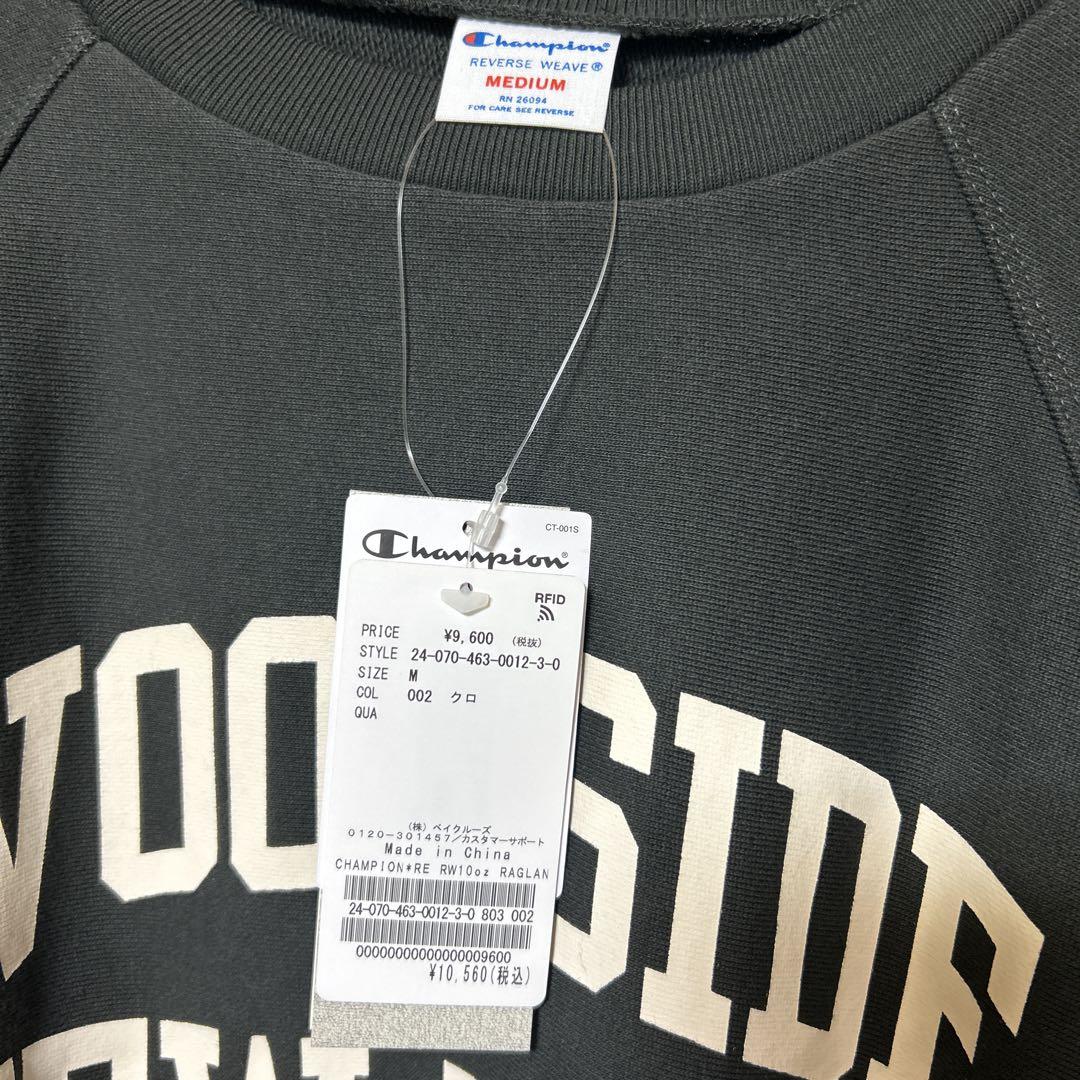 Champion®
REVERSE WEAVE®
MEDIUM
RN 26094
FOR CARE SEE REVERSE
CT-001S
Champion®
RFID
PRICE ¥9,600 (税抜)
STYLE 24-070-463-0012-3-0
SIZE M
COL 002 クロ
QUA
(株) ベイクルーズ
0120-301457/カスタマーサポート
Made in China
CHAMPION*RE RW10oz RAGLAN
24-070-463-0012-3-0 803 002
00000000000000009600
¥10,560(税込)